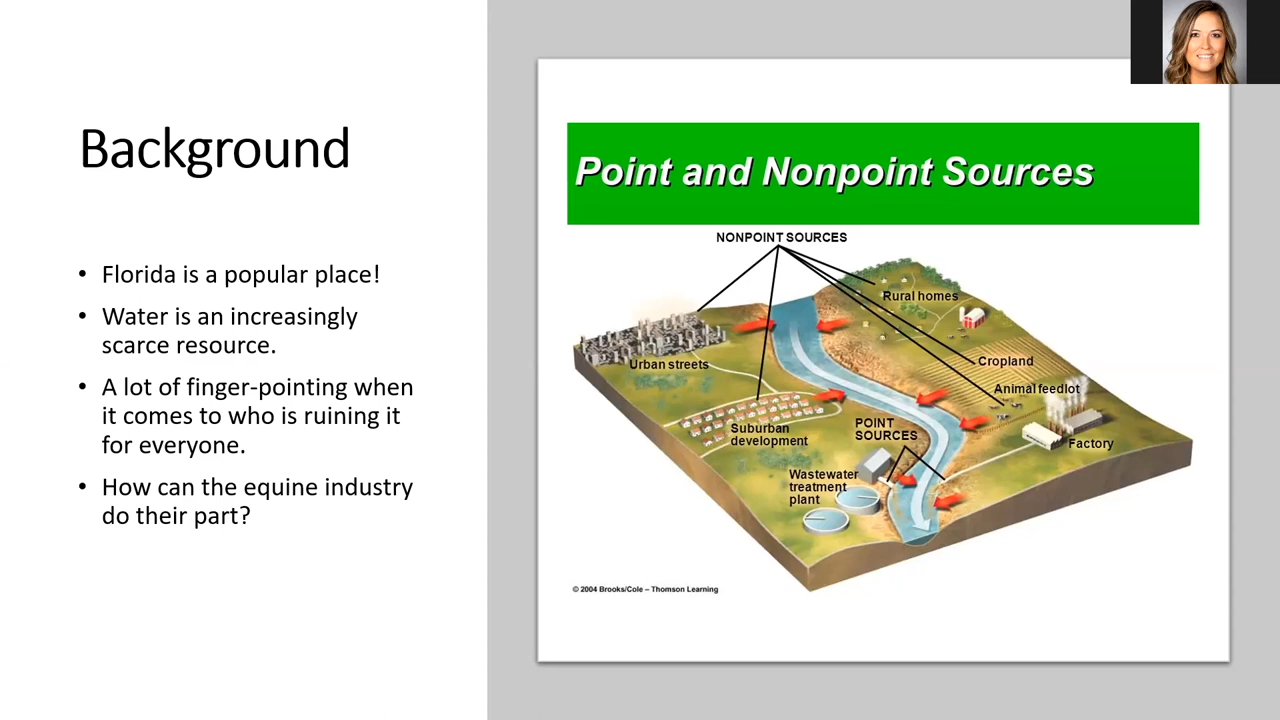 Background
• Florida is a popular place!
• Water is an increasingly
scarce resource.
• A lot of finger-pointing when
it comes to who is ruining it
for everyone.
• How can the equine industry
do their part?
Point and Nonpoint Sources
NONPOINT SOURCES
Rural homes
Urban streets
Cropland
Animal feedlot
Suburban
development
POINT
SOURCES
Factory
Wastewater
treatment
plant
© 2004 Brooks/Cole – Thomson Learning